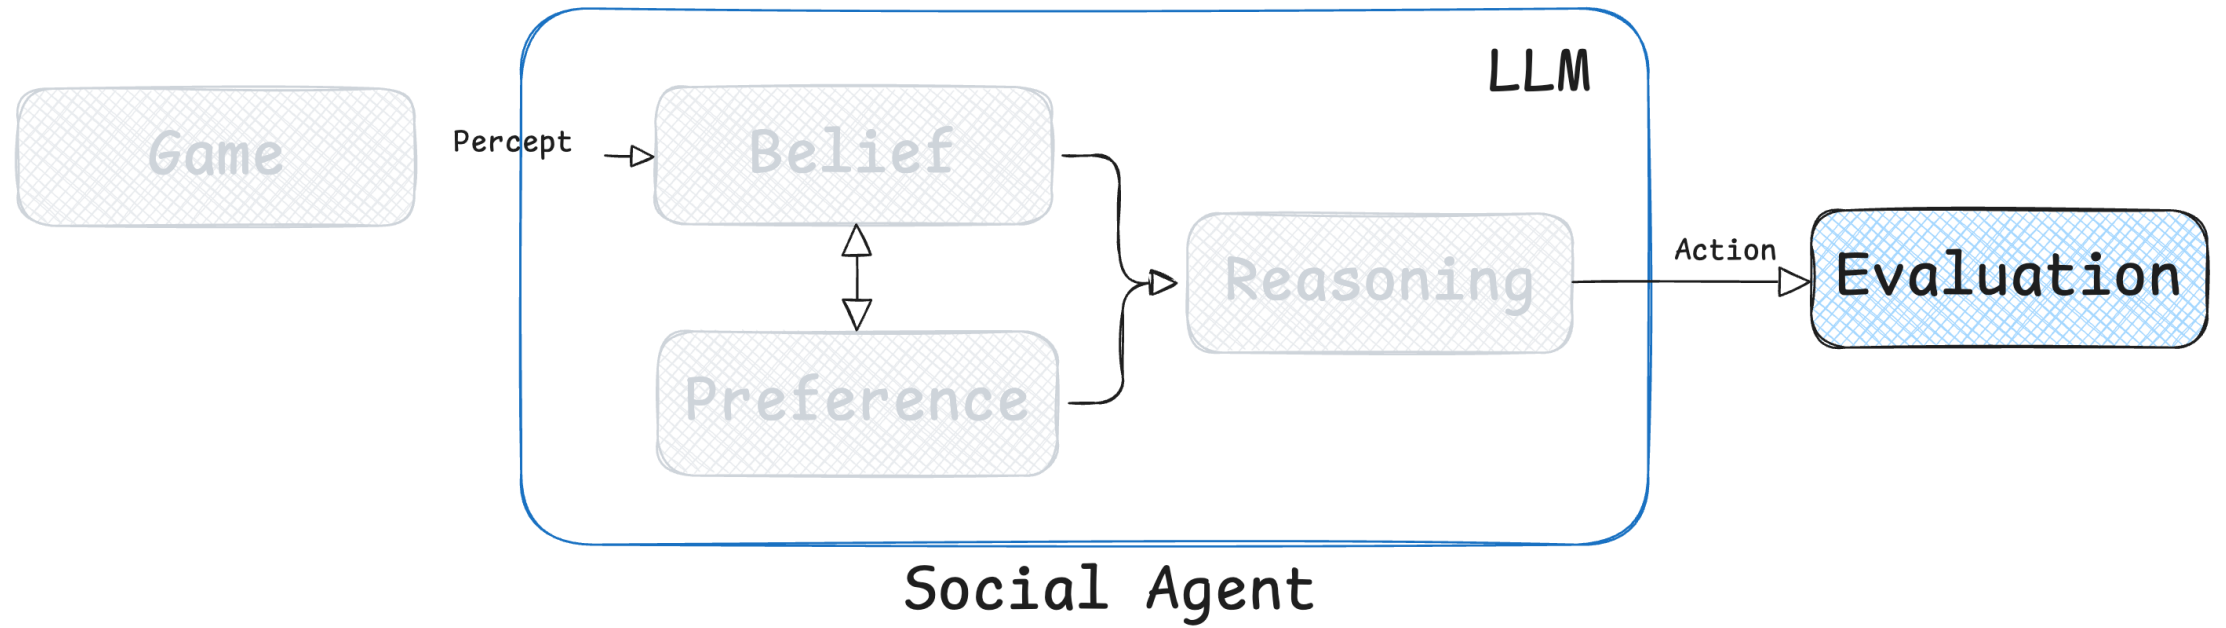 LLM
Game
Percept
Belief
Preference
Reasoning
Action
Evaluation
Social Agent